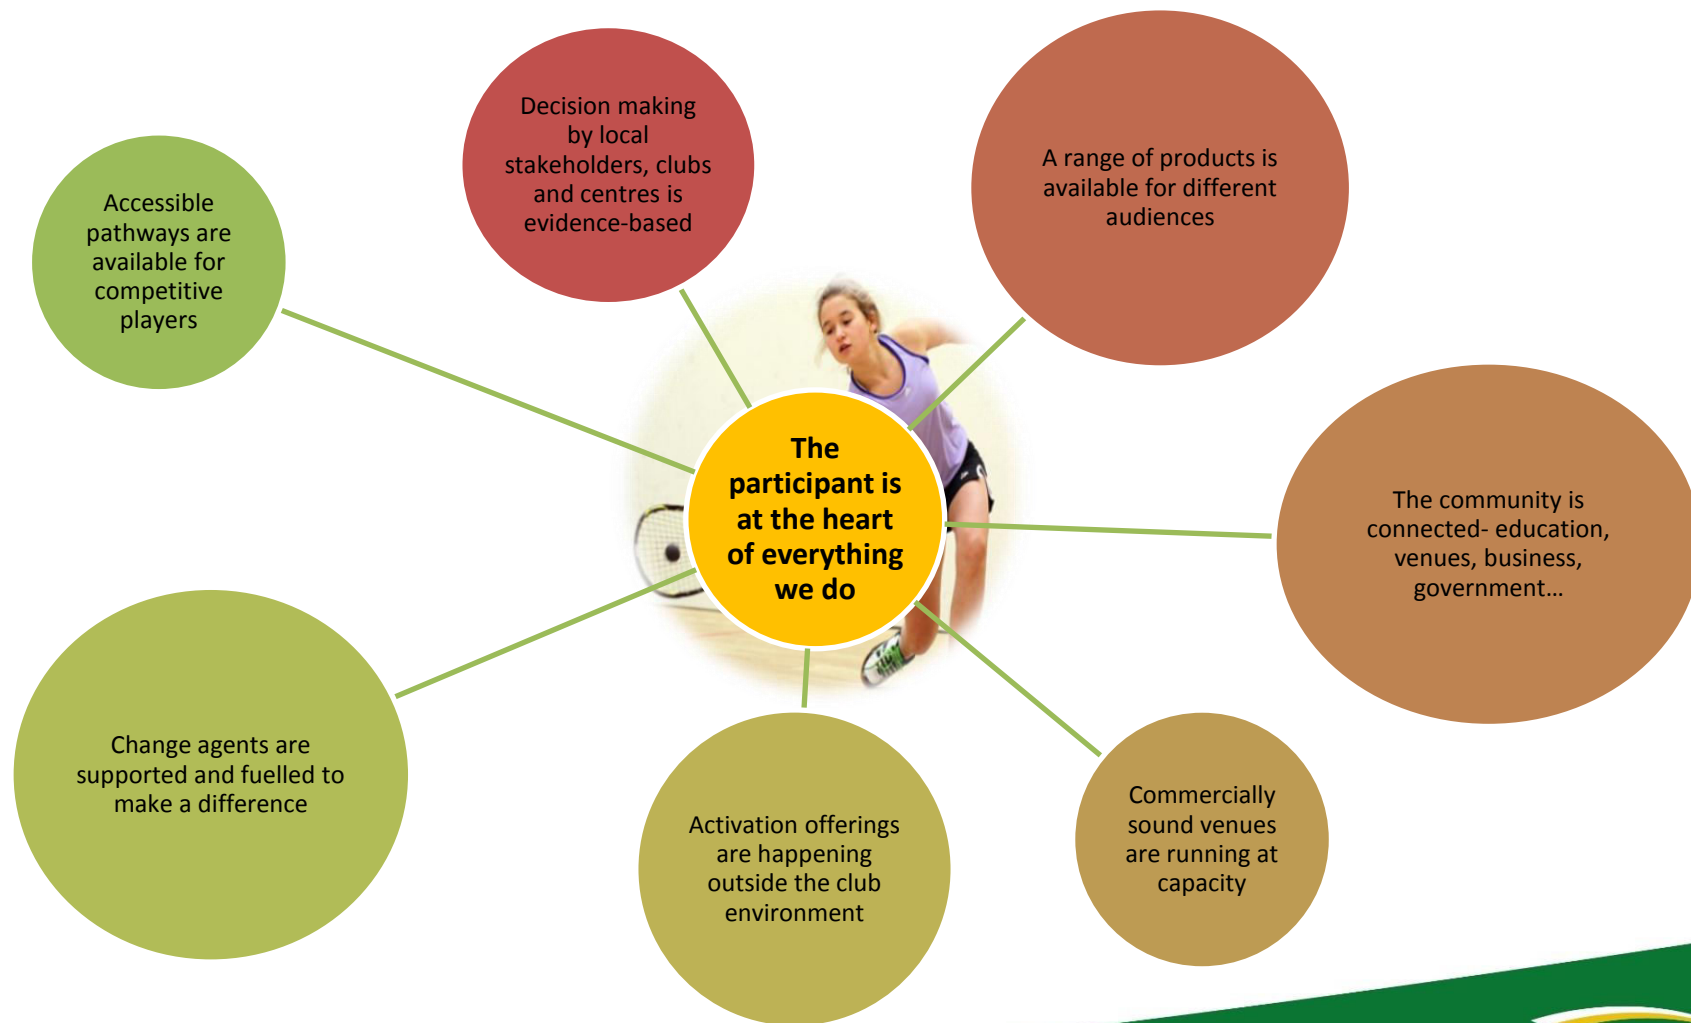 Decision making
by local
stakeholders, clubs
and centres is
evidence-based
A range of products is
available for different
audiences
Accessible
pathways are
available for
competitive
players
The
participant is
at the heart
of everything
we do
The community is
connected- education,
venues, business,
government...
Change agents are
supported and fuelled to
make a difference
Activation offerings
are happening
outside the club
environment
Commercially
sound venues
are running at
capacity